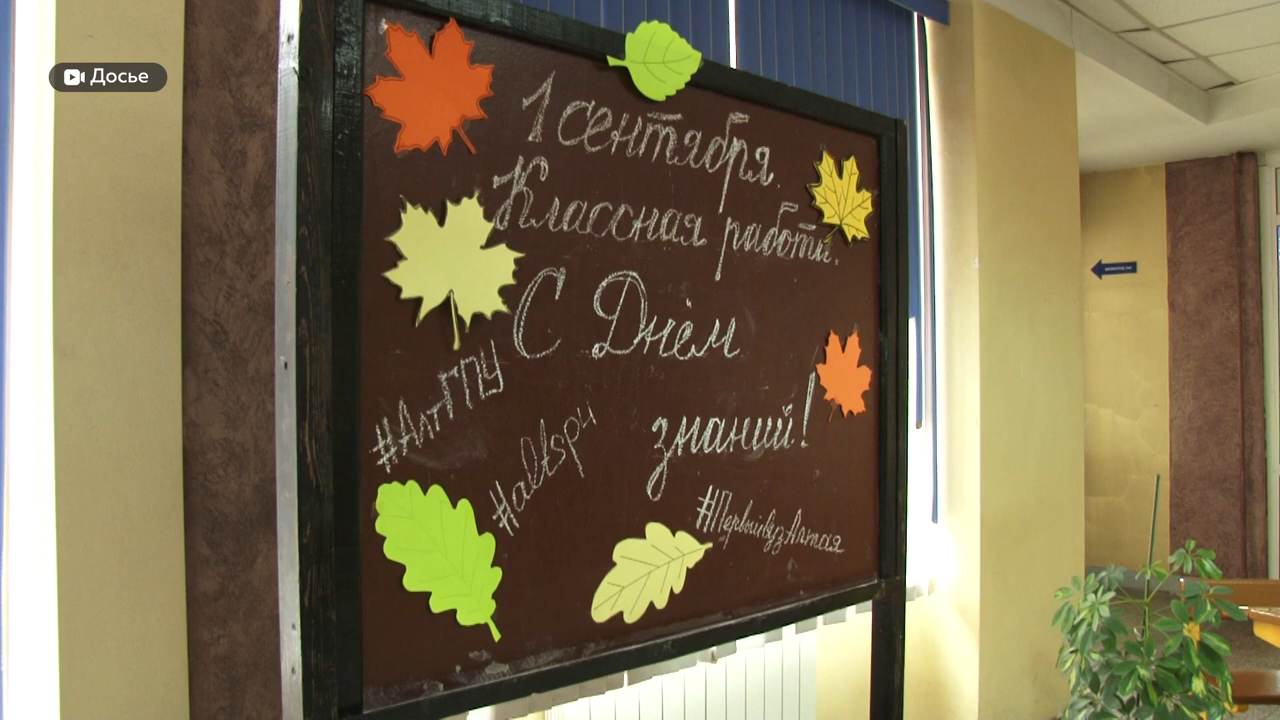 Досье
1 сентября.
Классная работа.
С Днём
знаний!
#АлтГПУ
#altspu
#ПервыйвузАлтая